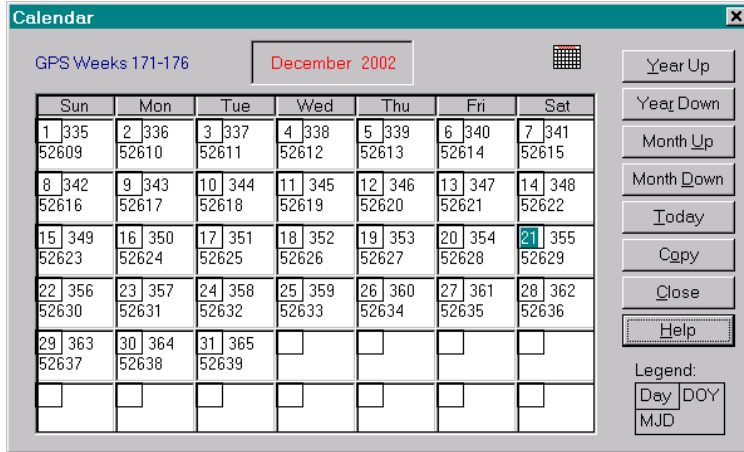 Calendar
GPS Weeks 171-176
December 2002
Sun Mon Tue Wed Thu Fri Sat
1 335 2 336 3 337 4 338 5 339 6 340 7 341
52609 52610 52611 52612 52613 52614 52615
8 342 9 343 10 344 11 345 12 346 13 347 14 348
52616 52617 52618 52619 52620 52621 52622
15 349 16 350 17 351 18 352 19 353 20 354 21 355
52623 52624 52625 52626 52627 52628 52629
22 356 23 357 24 358 25 359 26 360 27 361 28 362
52630 52631 52632 52633 52634 52635 52636
29 363 30 364 31 365
52637 52638 52639
Year Up
Year Down
Month Up
Month Down
Today
Copy
Close
Help
Legend:
Day DOY
MJD